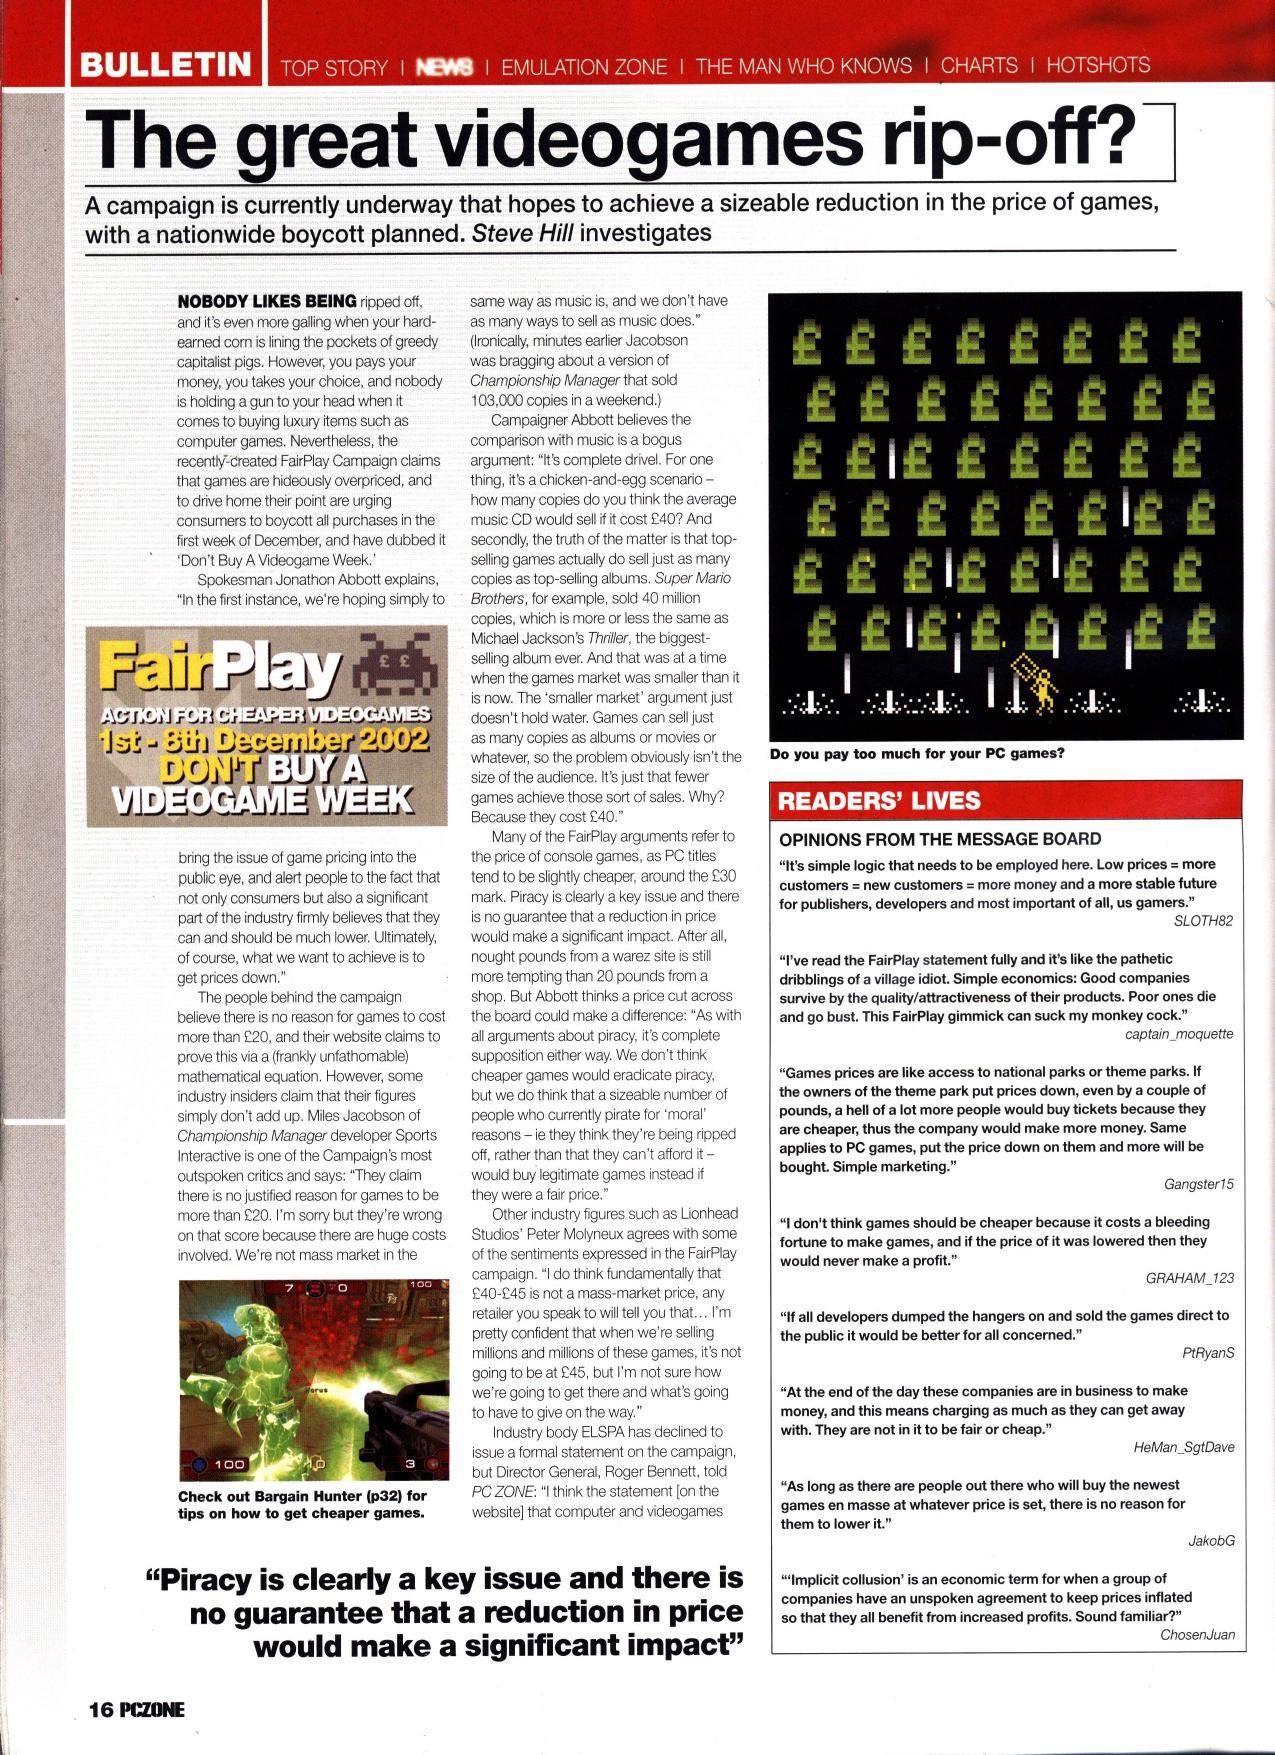 BULLETIN
TOP STORY | NEWS | EMULATION ZONE | THE MAN WHO KNOWS | CHARTS | HOTSHOTS
The great videogames rip-off?
A campaign is currently underway that hopes to achieve a sizeable reduction in the price of games,
with a nationwide boycott planned. Steve Hill investigates
NOBODY LIKES BEING ripped off,
and it's even more galling when your hard-
earned corn is lining the pockets of greedy
capitalist pigs. However, you pays your
money, you takes your choice, and nobody
is holding a gun to your head when it
comes to buying luxury items such as
computer games. Nevertheless, the
recently-created FairPlay Campaign claims
that games are hideously overpriced, and
to drive home their point are urging
consumers to boycott all purchases in the
first week of December, and have dubbed it
'Don't Buy A Videogame Week.'
Spokesman Jonathon Abbott explains,
"In the first instance, we're hoping simply to
FairPlay
££
ACTION FOR CHEAPER VIDEOGAMES
1st - 8th December 2002
DON'T BUY A
VIDEOGAME WEEK
bring the issue of game pricing into the
public eye, and alert people to the fact that
not only consumers but also a significant
part of the industry firmly believes that they
can and should be much lower. Ultimately,
of course, what we want to achieve is to
get prices down."
The people behind the campaign
believe there is no reason for games to cost
more than £20, and their website claims to
prove this via a (frankly unfathomable)
mathematical equation. However, some
industry insiders claim that their figures
simply don't add up. Miles Jacobson of
Championship Manager developer Sports
Interactive is one of the Campaign's most
outspoken critics and says: "They claim
there is no justified reason for games to be
more than £20. I'm sorry but they're wrong
on that score because there are huge costs
involved. We're not mass market in the
7 0 100
100 10 3
Check out Bargain Hunter (p32) for
tips on how to get cheaper games.
same way as music is, and we don't have
as many ways to sell as music does."
(Ironically, minutes earlier Jacobson
was bragging about a version of
Championship Manager that sold
103,000 copies in a weekend.)
Campaigner Abbott believes the
comparison with music is a bogus
argument: "It's complete drivel. For one
thing, it's a chicken-and-egg scenario –
how many copies do you think the average
music CD would sell if it cost £40? And
secondly, the truth of the matter is that top-
selling games actually do sell just as many
copies as top-selling albums. Super Mario
Brothers, for example, sold 40 million
copies, which is more or less the same as
Michael Jackson's Thriller, the biggest-
selling album ever. And that was at a time
when the games market was smaller than it
is now. The 'smaller market' argument just
doesn't hold water. Games can sell just
as many copies as albums or movies or
whatever, so the problem obviously isn't the
size of the audience. It's just that fewer
games achieve those sort of sales. Why?
Because they cost £40."
Many of the FairPlay arguments refer to
the price of console games, as PC titles
tend to be slightly cheaper, around the £30
mark. Piracy is clearly a key issue and there
is no guarantee that a reduction in price
would make a significant impact. After all,
nought pounds from a warez site is still
more tempting than 20 pounds from a
shop. But Abbott thinks a price cut across
the board could make a difference: "As with
all arguments about piracy, it's complete
supposition either way. We don't think
cheaper games would eradicate piracy,
but we do think that a sizeable number of
people who currently pirate for 'moral'
reasons – ie they think they're being ripped
off, rather than that they can't afford it –
would buy legitimate games instead if
they were a fair price."
Other industry figures such as Lionhead
Studios' Peter Molyneux agrees with some
of the sentiments expressed in the FairPlay
campaign. "I do think fundamentally that
£40-£45 is not a mass-market price, any
retailer you speak to will tell you that... I'm
pretty confident that when we're selling
millions and millions of these games, it's not
going to be at £45, but I'm not sure how
we're going to get there and what's going
to have to give on the way."
Industry body ELSPA has declined to
issue a formal statement on the campaign,
but Director General, Roger Bennett, told
PC ZONE: "I think the statement [on the
website] that computer and videogames
"Piracy is clearly a key issue and there is
no guarantee that a reduction in price
would make a significant impact"
£ £ £ £ £ £ £ £
£ £ £ £ £ £ £ £
£ £ £ £ £ £ £ £
£ £ £ £ £ £ £ £
£ £ £ £ £ £ £ £
£ £ £ £ £ £ £ £
Do you pay too much for your PC games?
READERS' LIVES
OPINIONS FROM THE MESSAGE BOARD
"It's simple logic that needs to be employed here. Low prices = more
customers = new customers = more money and a more stable future
for publishers, developers and most important of all, us gamers."
SLOTH82
"I've read the FairPlay statement fully and it's like the pathetic
dribblings of a village idiot. Simple economics: Good companies
survive by the quality/attractiveness of their products. Poor ones die
and go bust. This FairPlay gimmick can suck my monkey cock."
captain_moquette
"Games prices are like access to national parks or theme parks. If
the owners of the theme park put prices down, even by a couple of
pounds, a hell of a lot more people would buy tickets because they
are cheaper, thus the company would make more money. Same
applies to PC games, put the price down on them and more will be
bought. Simple marketing."
Gangster15
"I don't think games should be cheaper because it costs a bleeding
fortune to make games, and if the price of it was lowered then they
would never make a profit."
GRAHAM_123
"If all developers dumped the hangers on and sold the games direct to
the public it would be better for all concerned."
PtRyanS
"At the end of the day these companies are in business to make
money, and this means charging as much as they can get away
with. They are not in it to be fair or cheap."
HeMan_SgtDave
"As long as there are people out there who will buy the newest
games en masse at whatever price is set, there is no reason for
them to lower it."
JakobG
"'Implicit collusion' is an economic term for when a group of
companies have an unspoken agreement to keep prices inflated
so that they all benefit from increased profits. Sound familiar?"
ChosenJuan
16 PCZONE